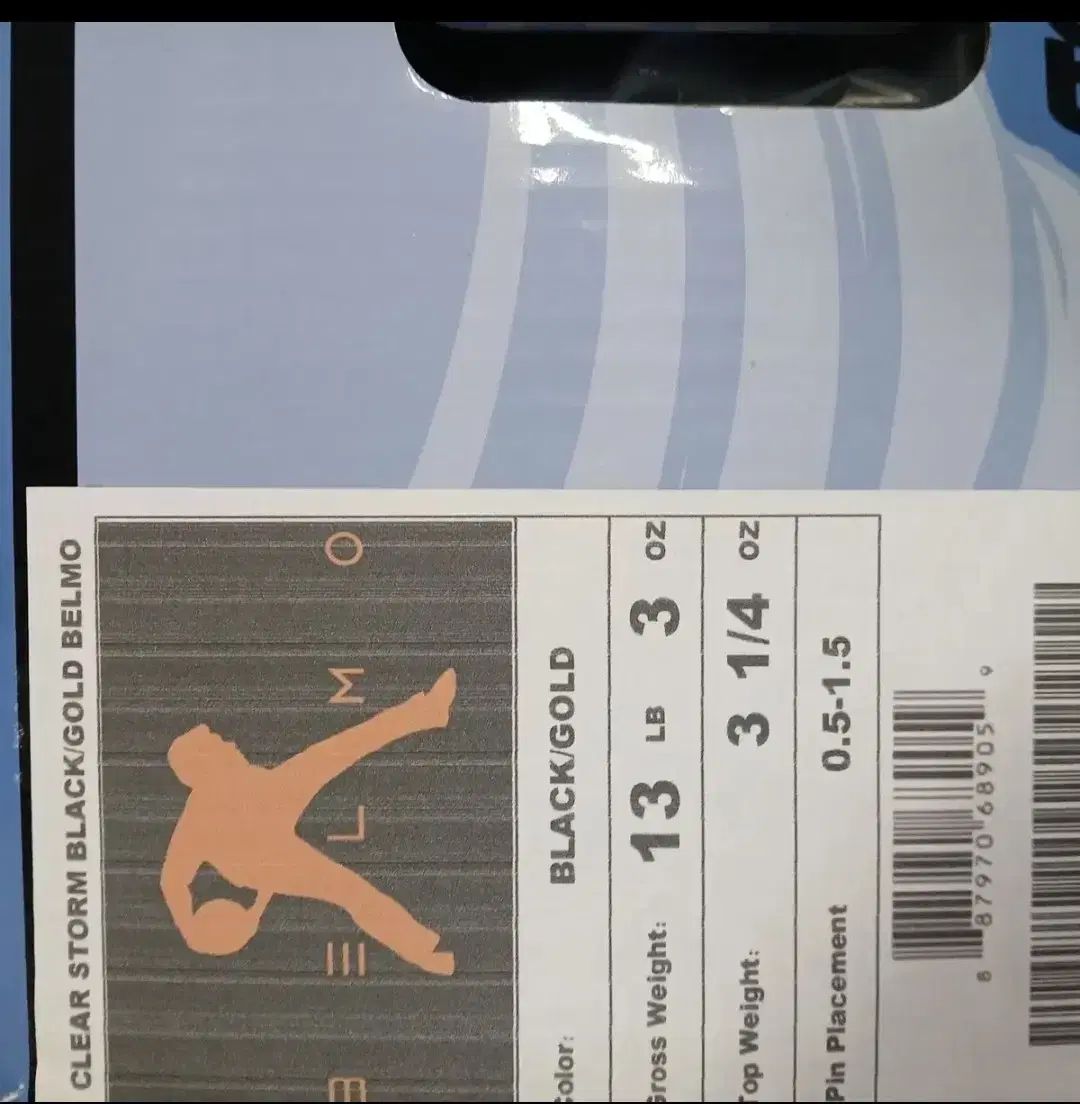 CLEAR STORM BLACK/GOLD BELMO
B E L M O
Color: BLACK/GOLD
Gross Weight: 13 LB 3 OZ
Top Weight: 3 1/4 OZ
Pin Placement 0.5-1.5
8 87970 68905 9